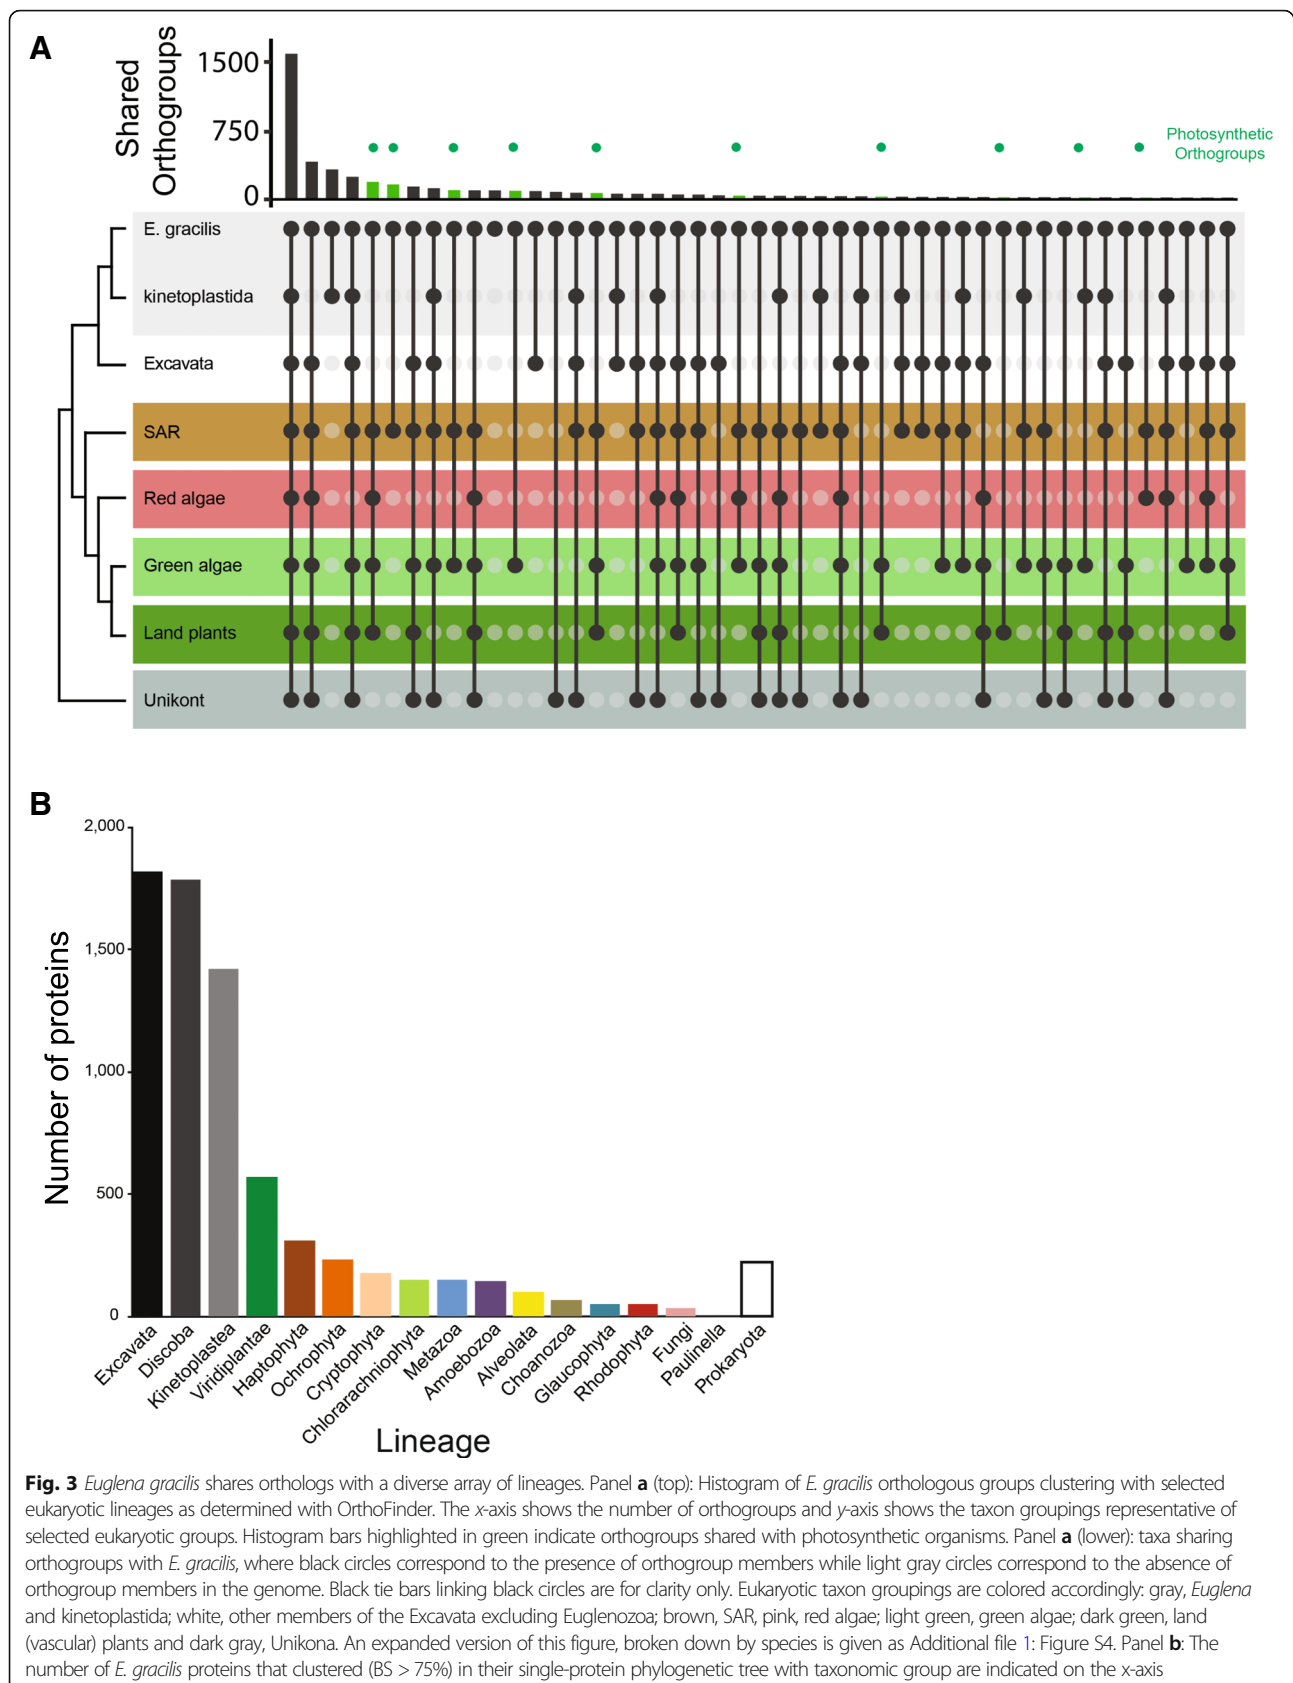 A
Shared
Orthogroups
1500
750
0
Photosynthetic
Orthogroups
E. gracilis
kinetoplastida
Excavata
SAR
Red algae
Green algae
Land plants
Unikont
B
Number of proteins
2,000
1,500
1,000
500
0
Excavata
Discoba
Kinetoplastea
Viridiplantae
Haptophyta
Ochrophyta
Cryptophyta
Chlorarachniophyta
Metazoa
Amoebozoa
Alveolata
Choanozoa
Glaucophyta
Rhodophyta
Fungi
Paulinella
Prokaryota
Lineage
Fig. 3 Euglena gracilis shares orthologs with a diverse array of lineages. Panel a (top): Histogram of E. gracilis orthologous groups clustering with selected
eukaryotic lineages as determined with OrthoFinder. The x-axis shows the number of orthogroups and y-axis shows the taxon groupings representative of
selected eukaryotic groups. Histogram bars highlighted in green indicate orthogroups shared with photosynthetic organisms. Panel a (lower): taxa sharing
orthogroups with E. gracilis, where black circles correspond to the presence of orthogroup members while light gray circles correspond to the absence of
orthogroup members in the genome. Black tie bars linking black circles are for clarity only. Eukaryotic taxon groupings are colored accordingly: gray, Euglena
and kinetoplastida; white, other members of the Excavata excluding Euglenozoa; brown, SAR, pink, red algae; light green, green algae; dark green, land
(vascular) plants and dark gray, Unikona. An expanded version of this figure, broken down by species is given as Additional file 1: Figure S4. Panel b: The
number of E. gracilis proteins that clustered (BS > 75%) in their single-protein phylogenetic tree with taxonomic group are indicated on the x-axis